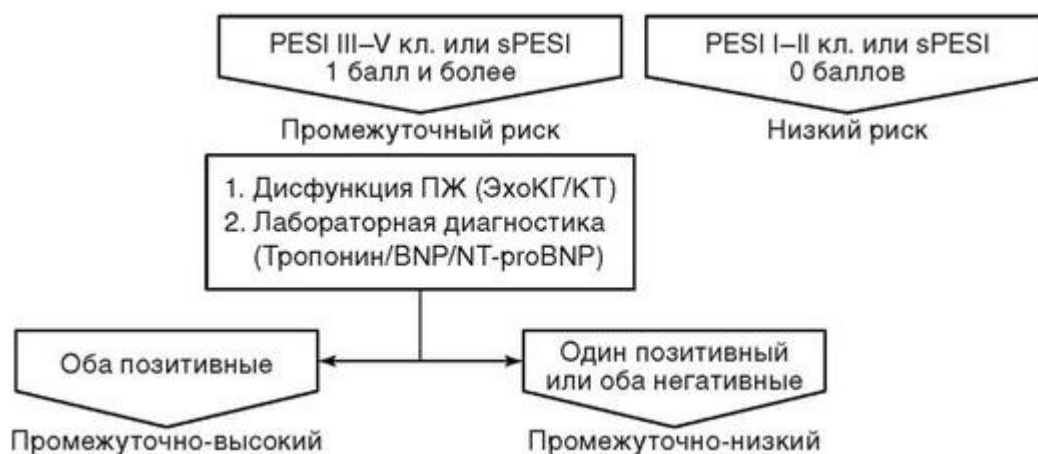 PESI III–V кл. или sPESI
1 балл и более
Промежуточный риск
PESI I–II кл. или sPESI
0 баллов
Низкий риск
1. Дисфункция ПЖ (ЭхоКГ/КТ)
2. Лабораторная диагностика
(Тропонин/BNP/NT-proBNP)
Оба позитивные
Промежуточно-высокий
Один позитивный
или оба негативные
Промежуточно-низкий